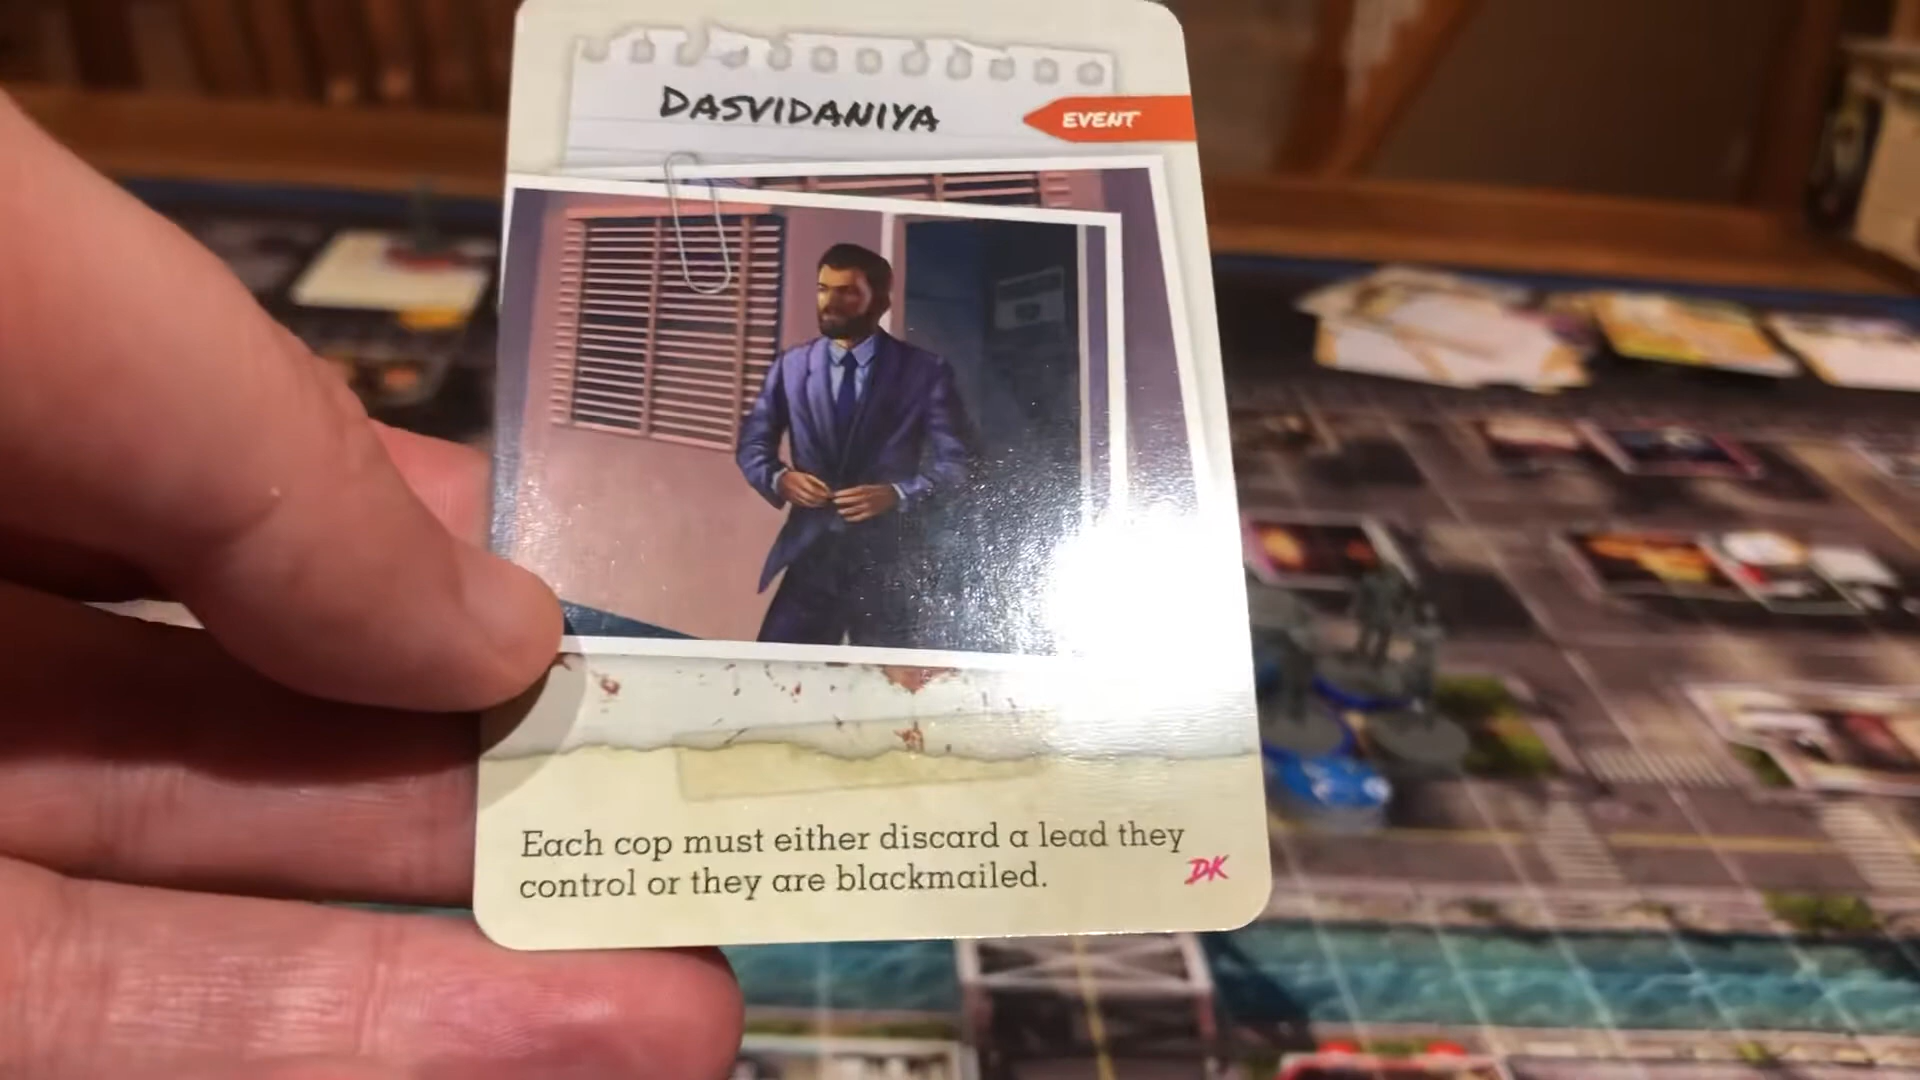 DASVIDANIYA
EVENT
Each cop must either discard a lead they
control or they are blackmailed.
DK